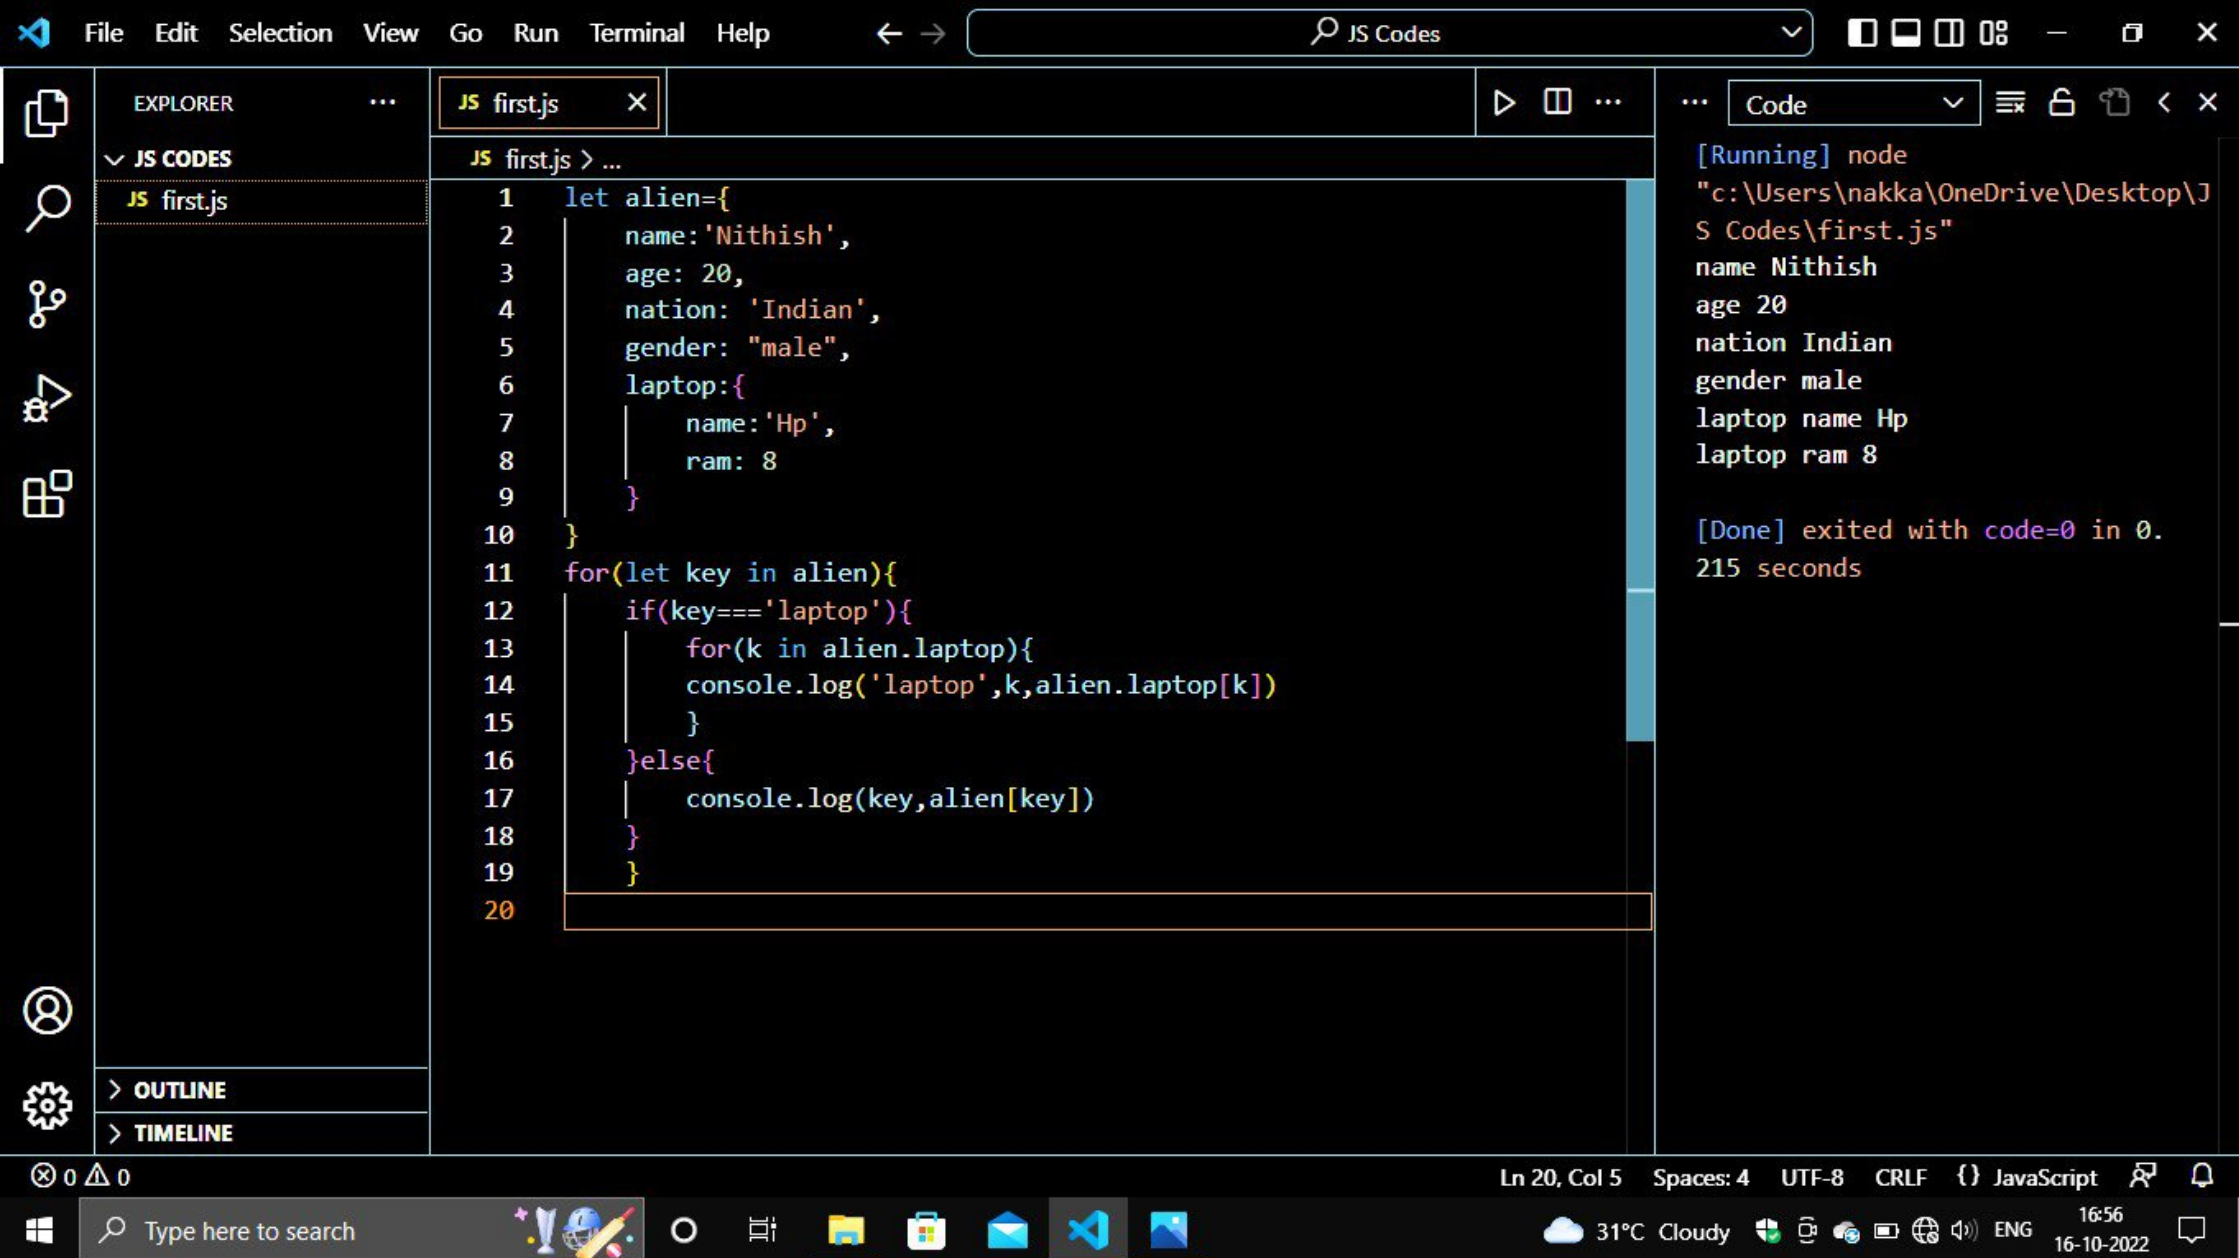 File Edit Selection View Go Run Terminal Help JS Codes
EXPLORER
JS CODES
JS first.js
OUTLINE
TIMELINE
JS first.js
JS first.js > ...
1 let alien={
2     name:'Nithish',
3     age: 20,
4     nation: 'Indian',
5     gender: "male",
6     laptop:{
7         name:'Hp',
8         ram: 8
9     }
10 }
11 for(let key in alien){
12     if(key==='laptop'){
13         for(k in alien.laptop){
14         console.log('laptop',k,alien.laptop[k])
15         }
16     }else{
17         console.log(key,alien[key])
18     }
19     }
20
Code
[Running] node
"c:\Users\nakka\OneDrive\Desktop\J
S Codes\first.js"
name Nithish
age 20
nation Indian
gender male
laptop name Hp
laptop ram 8
[Done] exited with code=0 in 0.
215 seconds
0 0 Ln 20, Col 5 Spaces: 4 UTF-8 CRLF {} JavaScript
Type here to search 31°C Cloudy ENG 16:56
16-10-2022